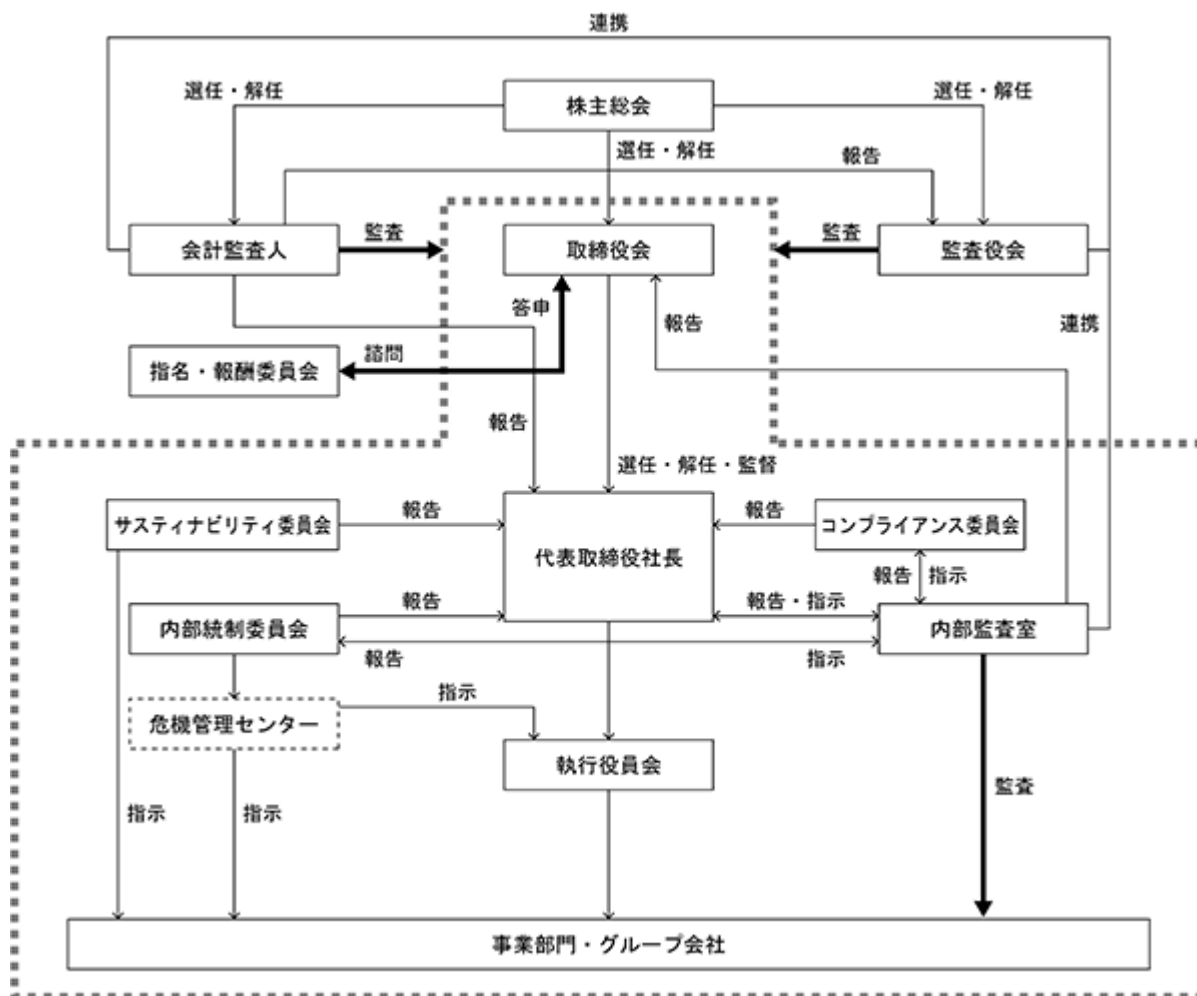 連携
選任・解任
株主総会
選任・解任
選任・解任
報告
会計監査人
監査
取締役会
監査
監査役会
答申
報告
連携
指名・報酬委員会
諮問
報告
選任・解任・監督
サスティナビリティ委員会
報告
代表取締役社長
報告
コンプライアンス委員会
報告
指示
内部統制委員会
報告
報告・指示
内部監査室
報告
指示
危機管理センター
指示
執行役員会
指示
指示
監査
事業部門・グループ会社